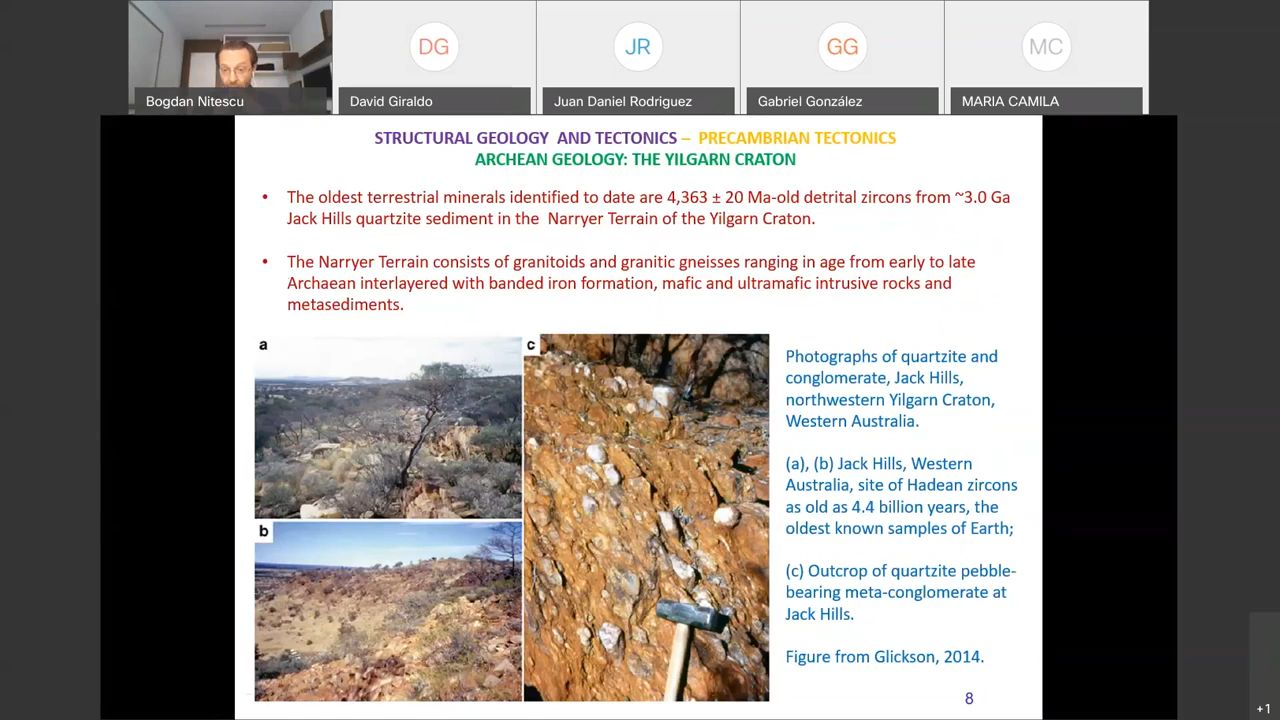 DG
JR
GG
MC
Bogdan Nitescu
David Giraldo
Juan Daniel Rodriguez
Gabriel González
MARIA CAMILA
STRUCTURAL GEOLOGY AND TECTONICS – PRECAMBRIAN TECTONICS
ARCHEAN GEOLOGY: THE YILGARN CRATON
• The oldest terrestrial minerals identified to date are 4,363 ± 20 Ma-old detrital zircons from ~3.0 Ga
Jack Hills quartzite sediment in the Narryer Terrain of the Yilgarn Craton.
• The Narryer Terrain consists of granitoids and granitic gneisses ranging in age from early to late
Archaean interlayered with banded iron formation, mafic and ultramafic intrusive rocks and
metasediments.
a
b
c
Photographs of quartzite and
conglomerate, Jack Hills,
northwestern Yilgarn Craton,
Western Australia.
(a), (b) Jack Hills, Western
Australia, site of Hadean zircons
as old as 4.4 billion years, the
oldest known samples of Earth;
(c) Outcrop of quartzite pebble-
bearing meta-conglomerate at
Jack Hills.
Figure from Glickson, 2014.
8
+1